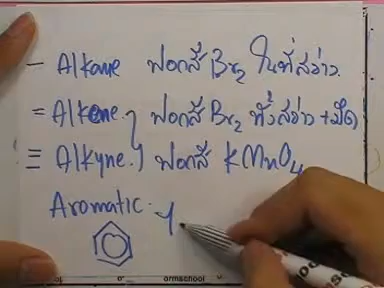 — Alkane ฟอกสี Br₂ ในที่สว่าง
= Alkene ฟอกสี Br₂ ทั้งสว่าง + มืด
≡ Alkyne ฟอกสี KMnO₄
Aromatic
ormschool